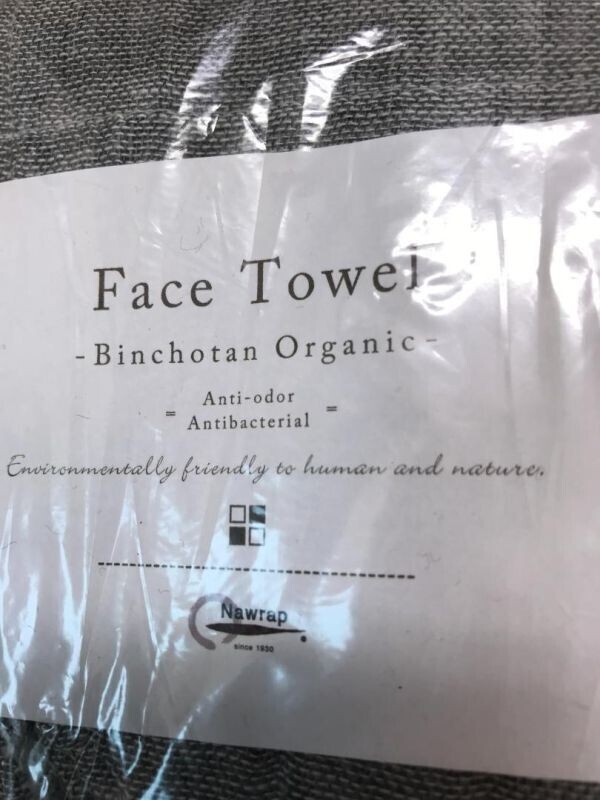 Face Towel
-Binchotan Organic-
= Anti-odor =
Antibacterial
Environmentally friendly to human and nature.
Nawrap
since 1930